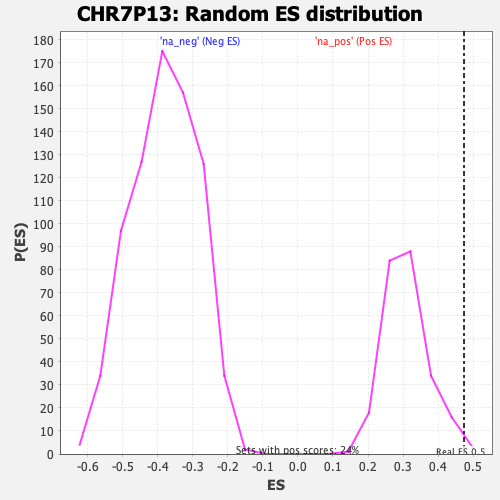 CHR7P13: Random ES distribution
'na_neg' (Neg ES) 'na_pos' (Pos ES)
180
170
160
150
140
130
120
110
100
90
80
70
60
50
40
30
20
10
0
P(ES)
Sets with pos scores: 24%
Real ES 0.5
-0.6 -0.5 -0.4 -0.3 -0.2 -0.1 0.0 0.1 0.2 0.3 0.4 0.5
ES